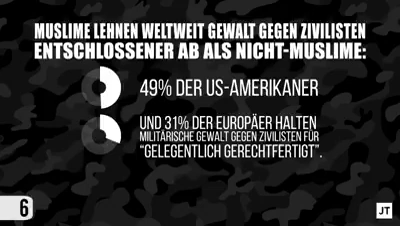 MUSLIME LEHNEN WELTWEIT GEWALT GEGEN ZIVILISTEN
ENTSCHLOSSENER AB ALS NICHT-MUSLIME:
49% DER US-AMERIKANER
UND 31% DER EUROPÄER HALTEN
MILITÄRISCHE GEWALT GEGEN ZIVILISTEN FÜR
"GELEGENTLICH GERECHTFERTIGT".
6
JT